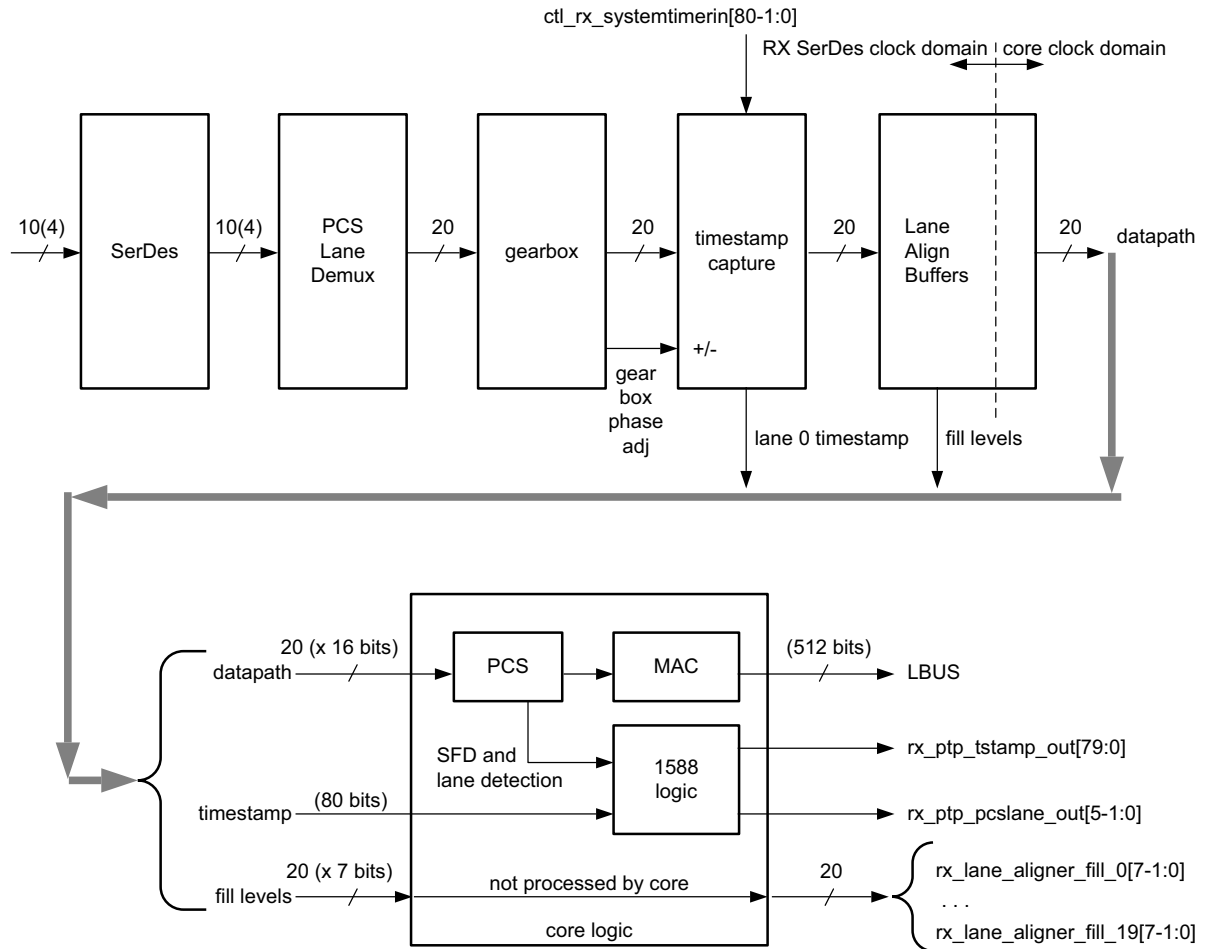 ctl_rx_systemtimerin[80-1:0]
RX SerDes clock domain
core clock domain
10(4)
SerDes
10(4)
PCS
Lane
Demux
20
gearbox
20
timestamp
capture
20
Lane
Align
Buffers
20
datapath
+/-
gear
box
phase
adj
lane 0 timestamp
fill levels
20 (x 16 bits)
datapath
PCS
MAC
(512 bits)
LBUS
SFD and
lane detection
1588
logic
rx_ptp_tstamp_out[79:0]
timestamp
(80 bits)
rx_ptp_pcslane_out[5-1:0]
fill levels
20 (x 7 bits)
not processed by core
20
rx_lane_aligner_fill_0[7-1:0]
. . .
rx_lane_aligner_fill_19[7-1:0]
core logic